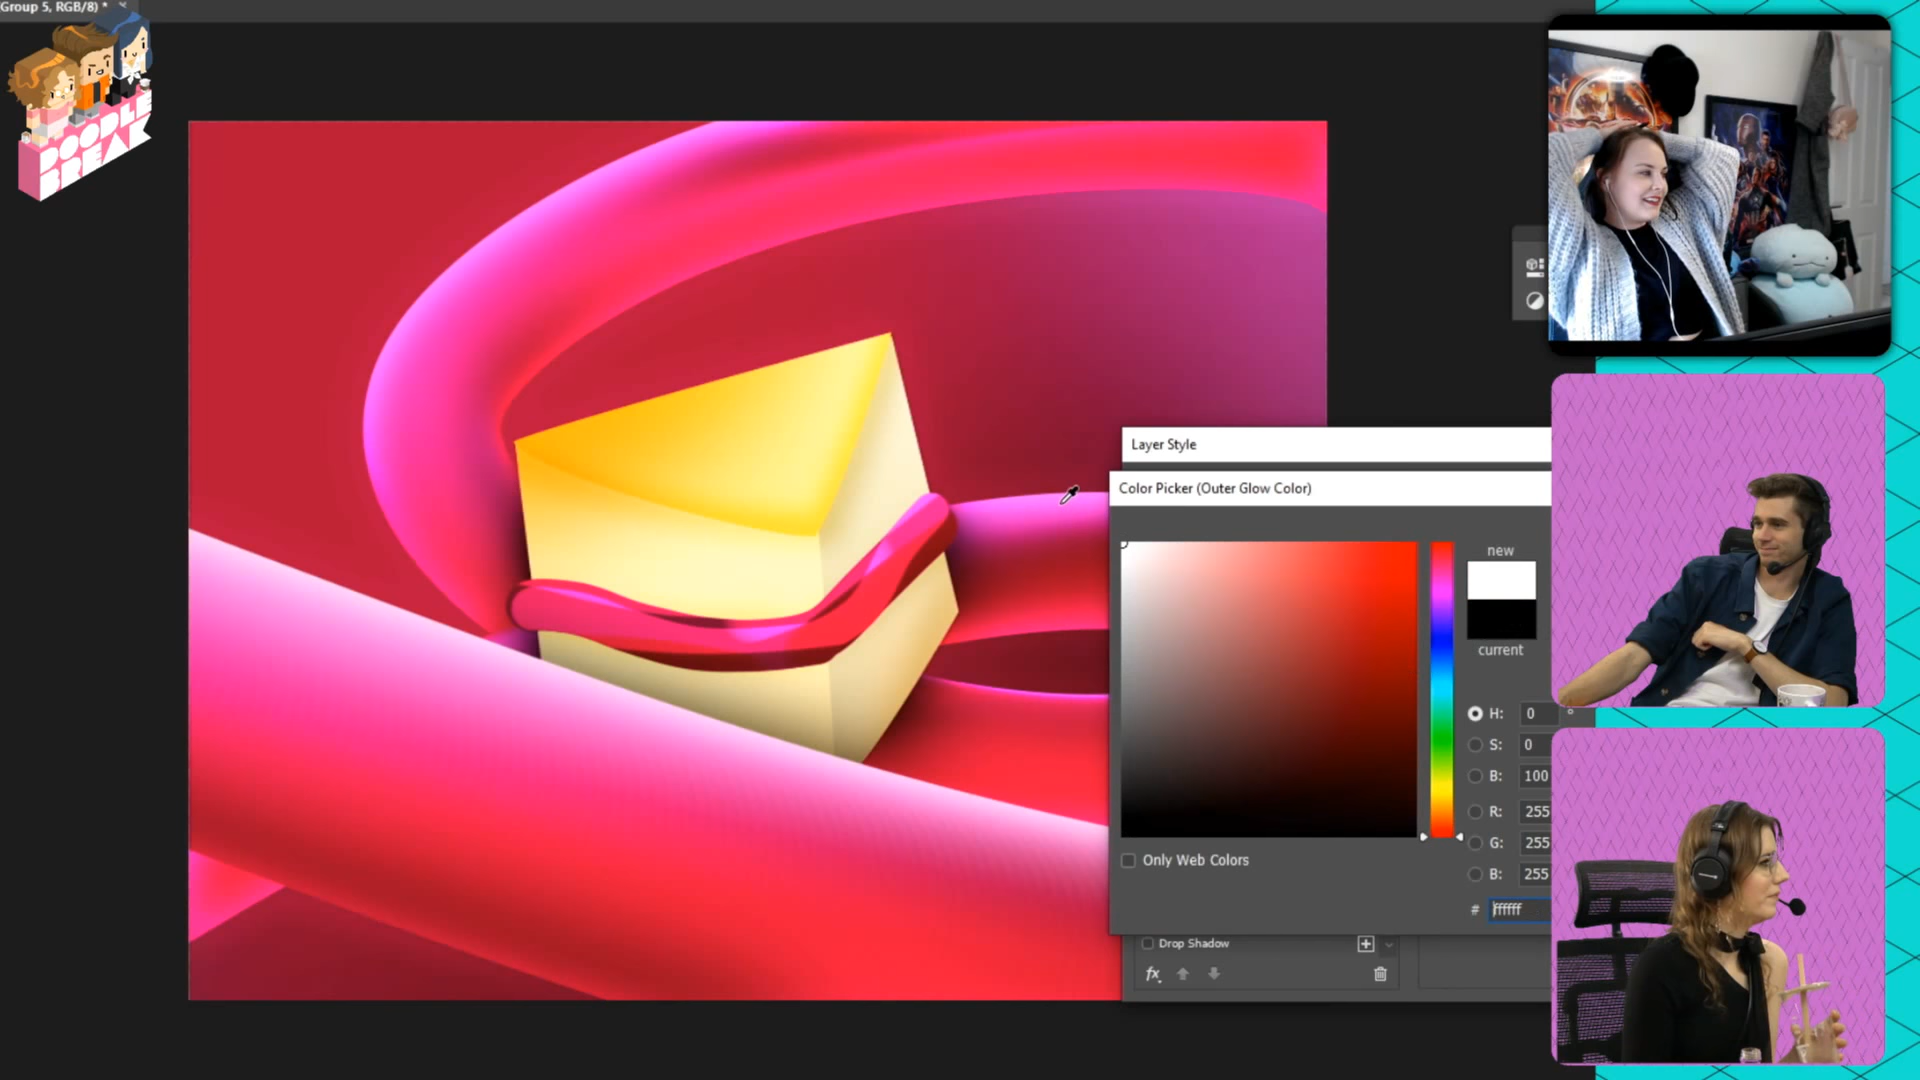 Group 5, RGB/8) *
DOODLE
BREAK
Layer Style
Color Picker (Outer Glow Color)
new
current
H: 0 °
S: 0
B: 100
R: 255
G: 255
B: 255
# ffffff
Only Web Colors
Drop Shadow
fx